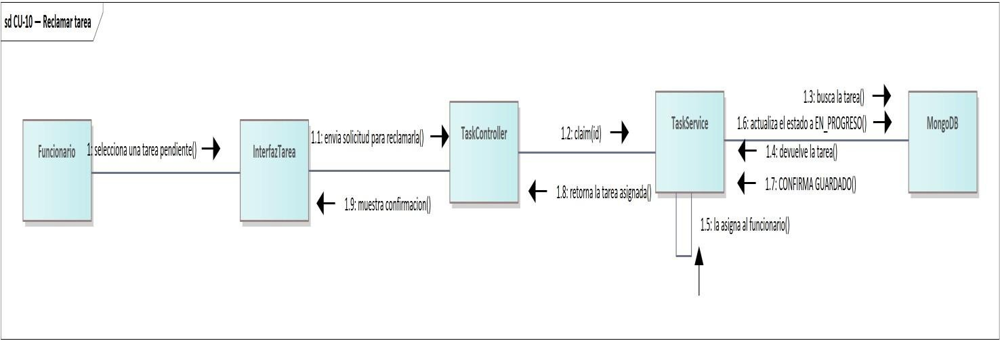 sd CU-10 — Reclamar tarea
Funcionario
1: selecciona una tarea pendiente()
InterfazTarea
1.1: envia solicitud para reclamarla()
1.9: muestra confirmacion()
TaskController
1.2: claim(id)
1.8: retorna la tarea asignada()
TaskService
1.3: busca la tarea()
1.6: actualiza el estado a EN_PROGRESO()
1.4: devuelve la tarea()
1.7: CONFIRMA GUARDADO()
1.5: la asigna al funcionario()
MongoDB